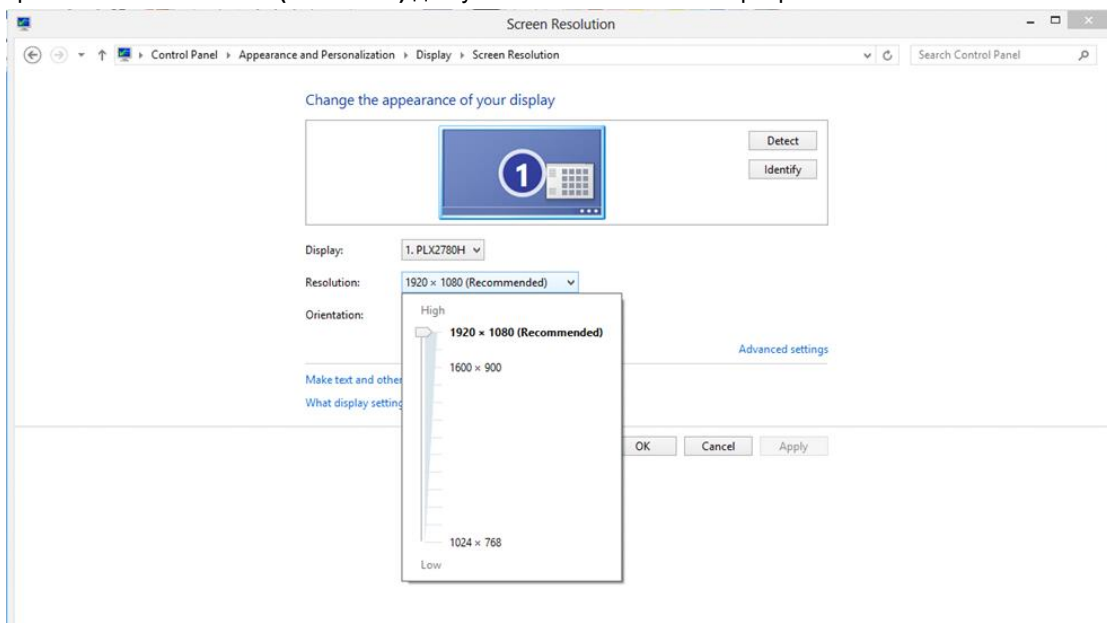 Screen Resolution
Control Panel Appearance and Personalization Display Screen Resolution
Search Control Panel
Change the appearance of your display
1
Detect
Identify
Display:
1. PLX2780H
Resolution:
1920 × 1080 (Recommended)
Orientation:
High
1920 × 1080 (Recommended)
1600 × 900
1024 × 768
Low
Advanced settings
Make text and other
What display setting
OK
Cancel
Apply